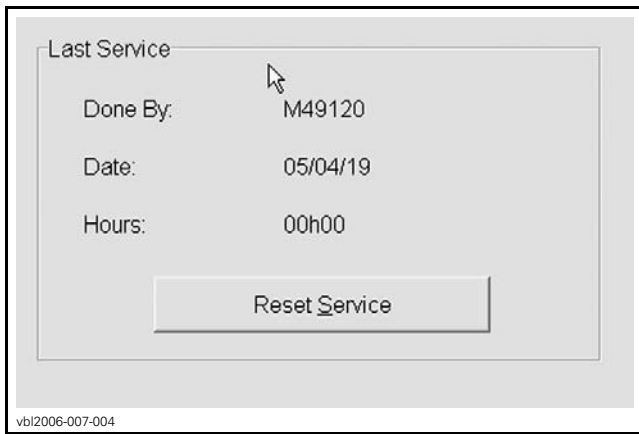 Last Service
Done By: M49120
Date: 05/04/19
Hours: 00h00
Reset Service
vbl2006-007-004